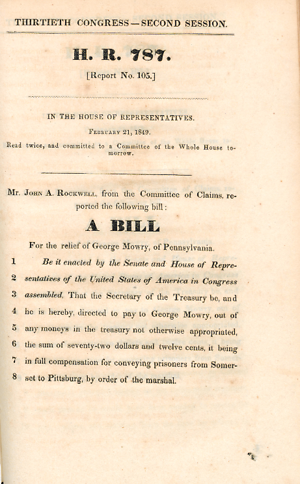 THIRTIETH CONGRESS—SECOND SESSION.
H. R. 787.
[Report No. 105.]
IN THE HOUSE OF REPRESENTATIVES.
February 21, 1849.
Read twice, and committed to a Committee of the Whole House to-
morrow.
Mr. John A. Rockwell, from the Committee of Claims, re-
ported the following bill:
A BILL
For the relief of George Mowry, of Pennsylvania.
1 Be it enacted by the Senate and House of Repre-
2 sentatives of the United States of America in Congress
3 assembled, That the Secretary of the Treasury be, and
4 he is hereby, directed to pay to George Mowry, out of
5 any moneys in the treasury not otherwise appropriated,
6 the sum of seventy-two dollars and twelve cents, it being
7 in full compensation for conveying prisoners from Somer-
8 set to Pittsburg, by order of the marshal.